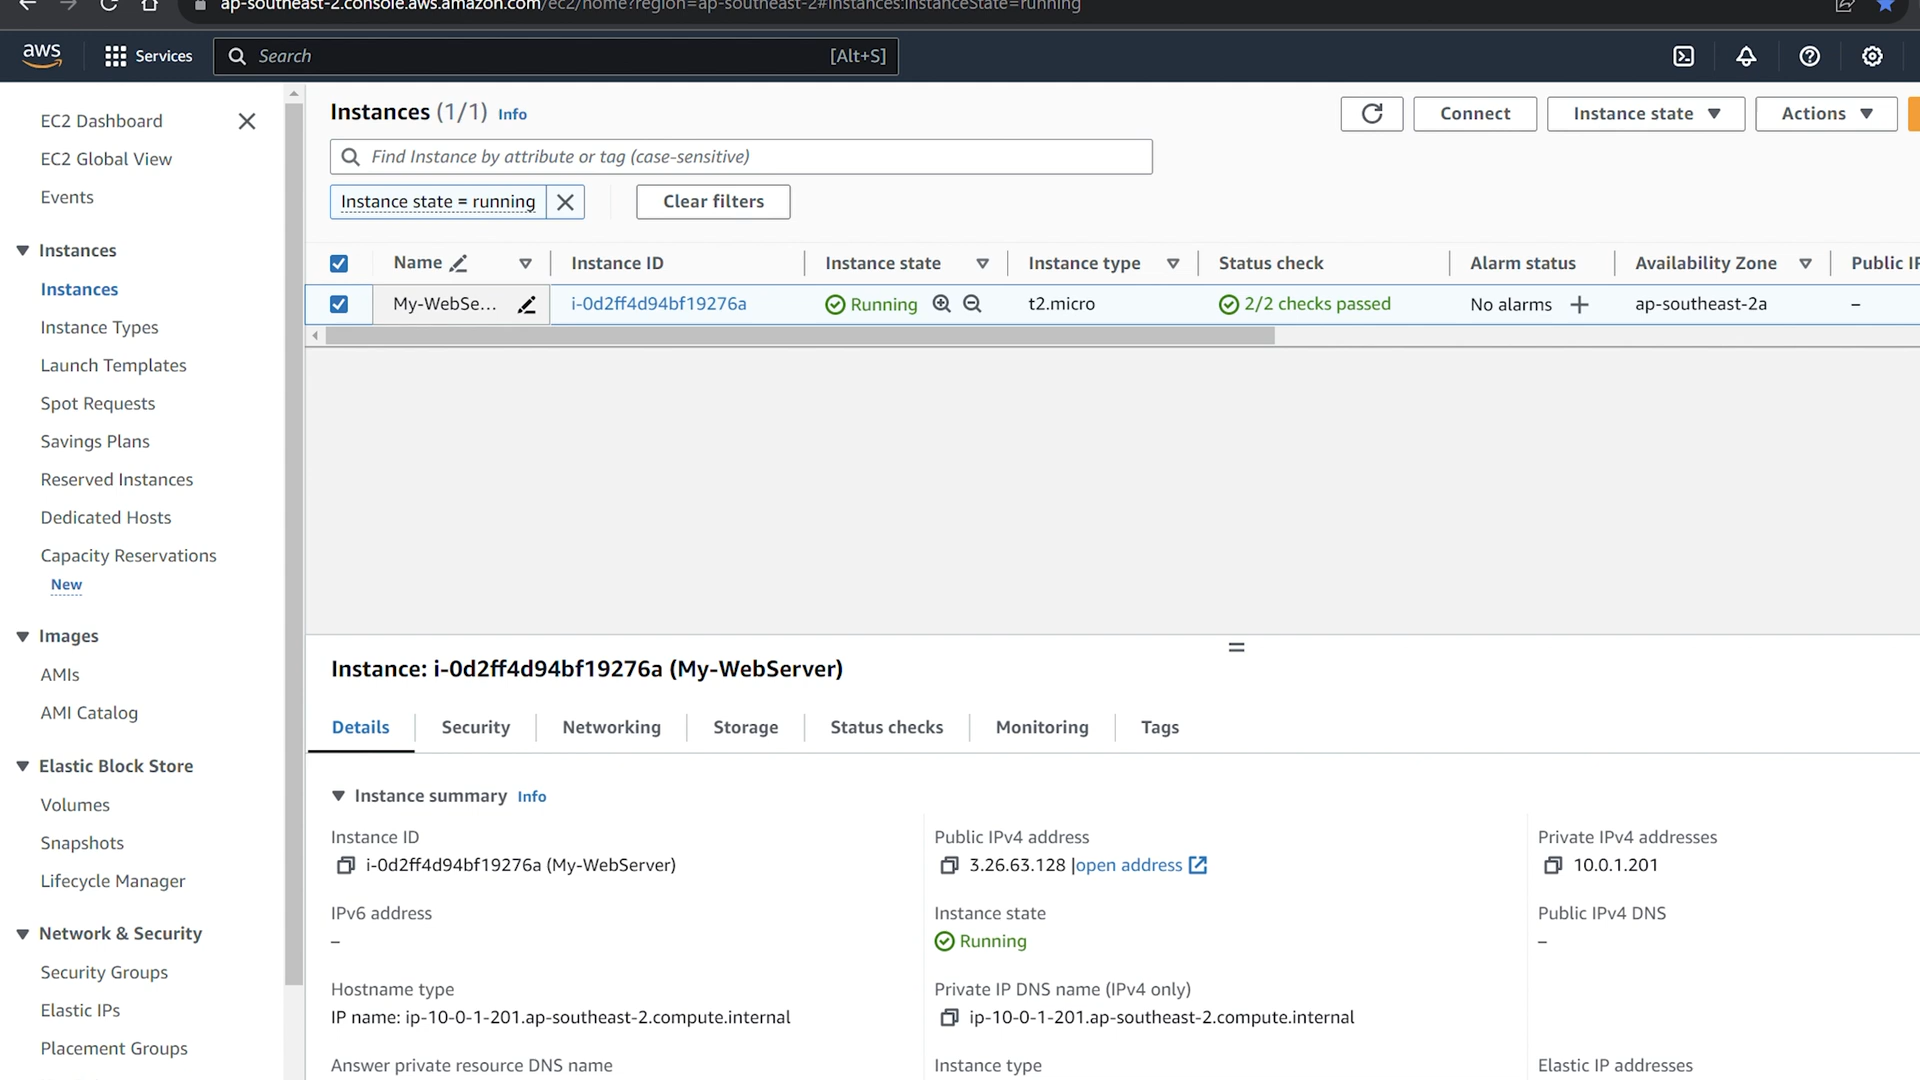 ap-southeast-2.console.aws.amazon.com/ec2/home?region=ap-southeast-2#Instances:instanceState=running
aws
Services
Search
[Alt+S]
EC2 Dashboard
EC2 Global View
Events
Instances
Instances
Instance Types
Launch Templates
Spot Requests
Savings Plans
Reserved Instances
Dedicated Hosts
Capacity Reservations
New
Images
AMIs
AMI Catalog
Elastic Block Store
Volumes
Snapshots
Lifecycle Manager
Network & Security
Security Groups
Elastic IPs
Placement Groups
Instances (1/1) Info
Connect
Instance state
Actions
Find Instance by attribute or tag (case-sensitive)
Instance state = running
Clear filters
Name Instance ID Instance state Instance type Status check Alarm status Availability Zone Public IP
My-WebSe... i-0d2ff4d94bf19276a Running t2.micro 2/2 checks passed No alarms + ap-southeast-2a –
Instance: i-0d2ff4d94bf19276a (My-WebServer)
Details Security Networking Storage Status checks Monitoring Tags
Instance summary Info
Instance ID
i-0d2ff4d94bf19276a (My-WebServer)
Public IPv4 address
3.26.63.128 |open address
Private IPv4 addresses
10.0.1.201
IPv6 address
–
Instance state
Running
Public IPv4 DNS
–
Hostname type
IP name: ip-10-0-1-201.ap-southeast-2.compute.internal
Private IP DNS name (IPv4 only)
ip-10-0-1-201.ap-southeast-2.compute.internal
Answer private resource DNS name
Instance type
Elastic IP addresses